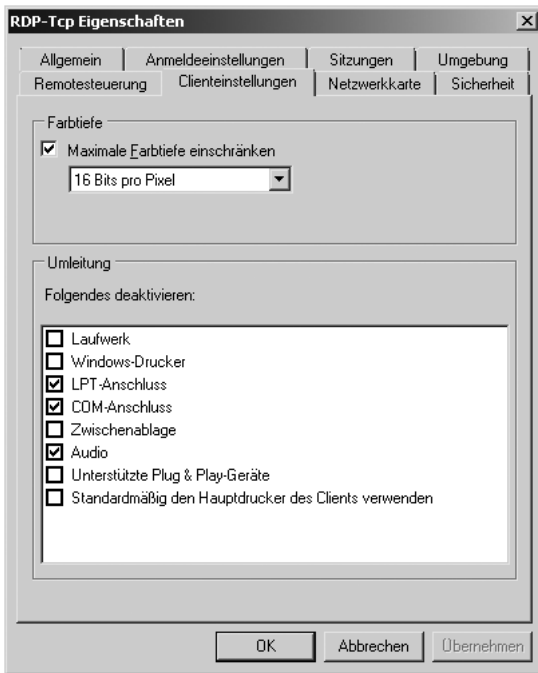 RDP-Tcp Eigenschaften
Allgemein
Anmeldeeinstellungen
Sitzungen
Umgebung
Remotesteuerung
Clienteinstellungen
Netzwerkkarte
Sicherheit
Farbtiefe
Maximale Farbtiefe einschränken
16 Bits pro Pixel
Umleitung
Folgendes deaktivieren:
Laufwerk
Windows-Drucker
LPT-Anschluss
COM-Anschluss
Zwischenablage
Audio
Unterstützte Plug & Play-Geräte
Standardmäßig den Hauptdrucker des Clients verwenden
OK
Abbrechen
Übernehmen